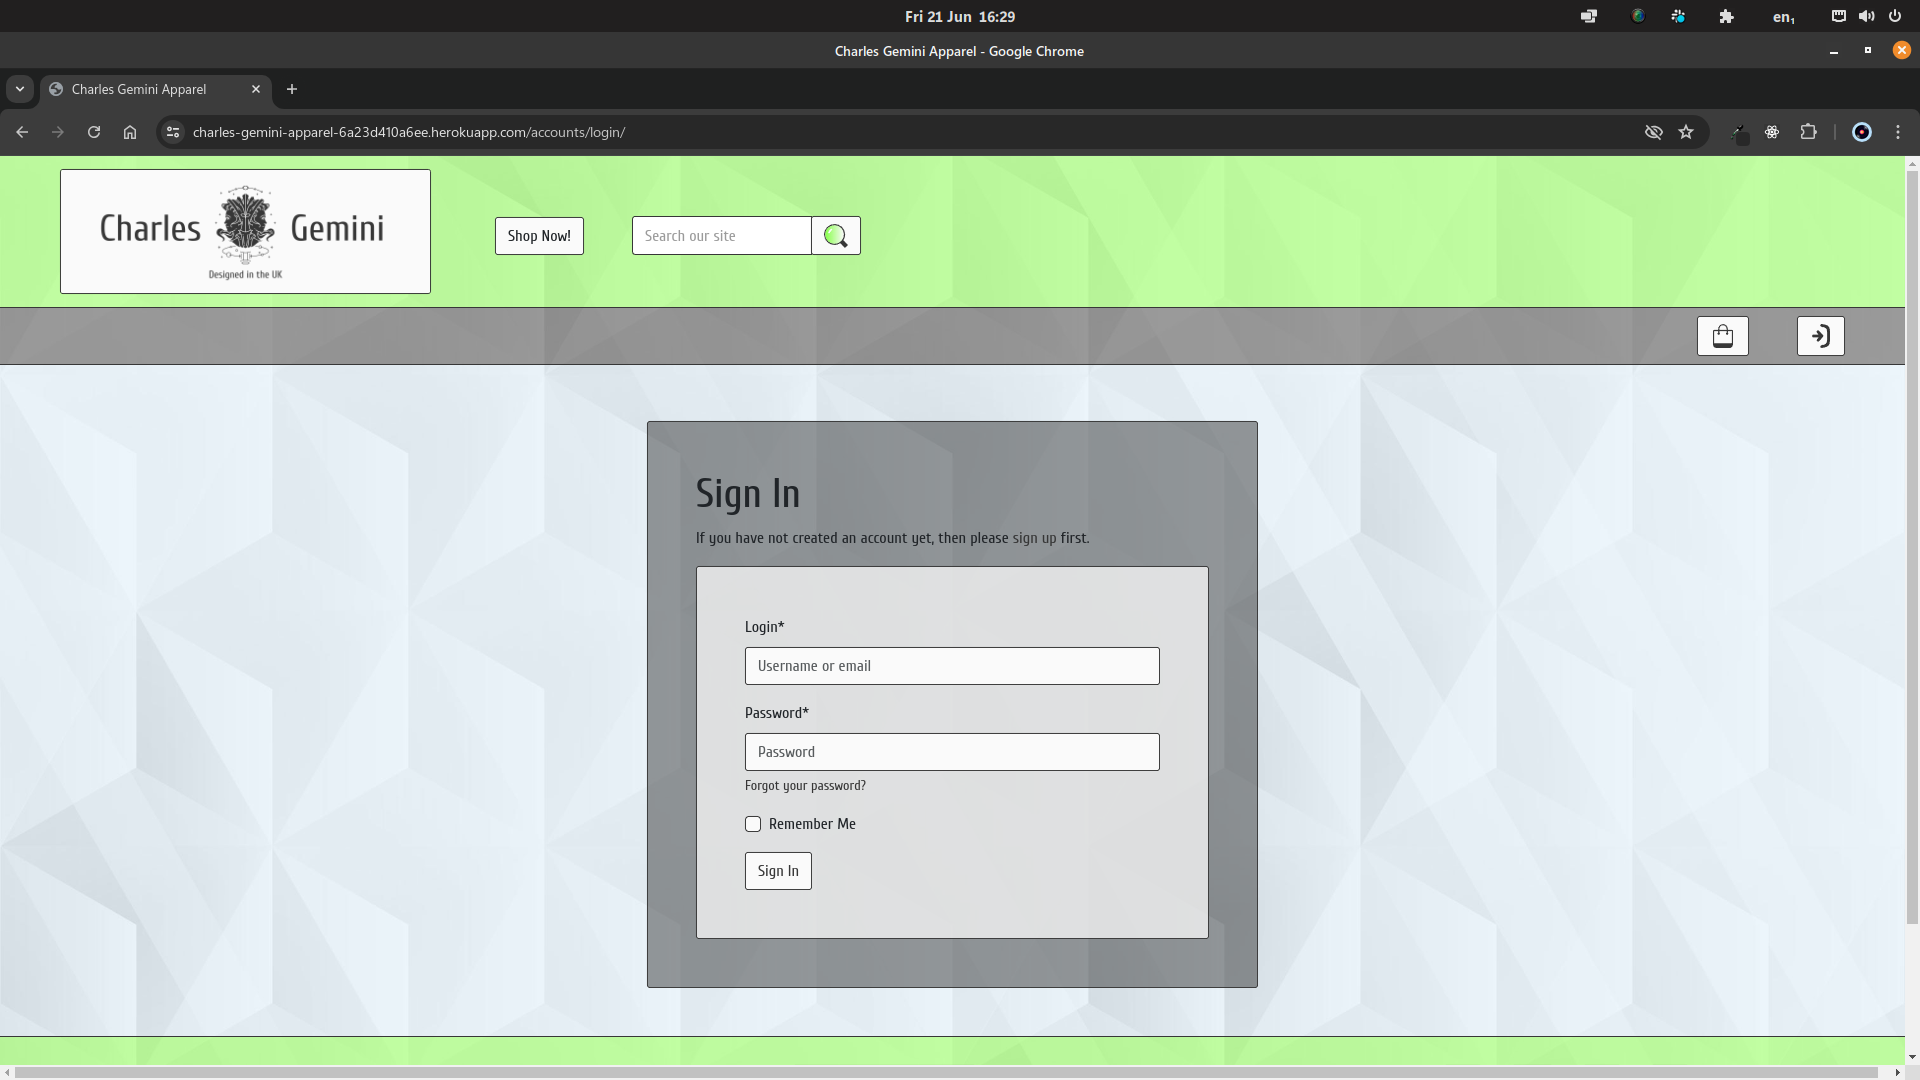 Fri 21 Jun 16:29
en₁
Charles Gemini Apparel - Google Chrome
Charles Gemini Apparel
charles-gemini-apparel-6a23d410a6ee.herokuapp.com/accounts/login/
Charles Gemini
Designed in the UK
Shop Now!
Search our site
Sign In
If you have not created an account yet, then please sign up first.
Login*
Username or email
Password*
Password
Forgot your password?
Remember Me
Sign In